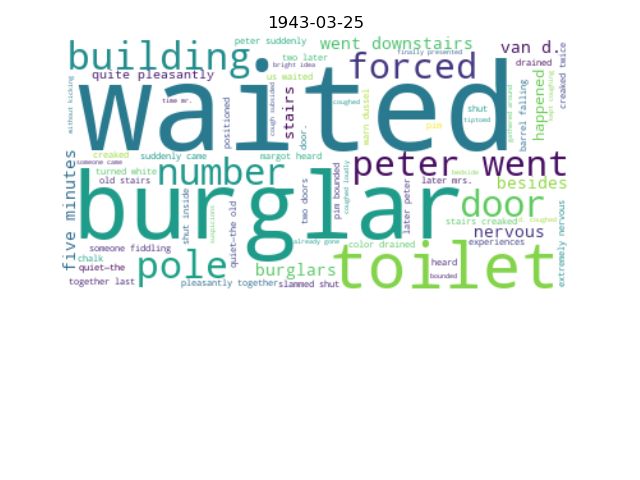 1943-03-25
peter suddenly
went downstairs
van d.
building
two later
finally presented
bright idea
forced
drained
quite pleasantly
us waited
creaked twice
without kicking
waited
time mr.
cough subsided
coughed
shut
tiptoed
positioned
stairs
door.
warn dussel
pim
gathered around
barrel falling
happened
kept coughing
creaked
suddenly came
margot heard
someone came
number
peter went
turned white
pim bounded
bedside
old stairs
later mrs.
besides
five minutes
burglar
shut inside
suspicions
quiet—the old
two doors
coughed loudly
later peter
door
stairs creaked
d. coughed
nervous
someone fiddling
already gone
color drained
experiences
chalk
quiet—the
pole
burglars
toilet
heard
bounded
together last
pleasantly together
slammed shut
extremely nervous